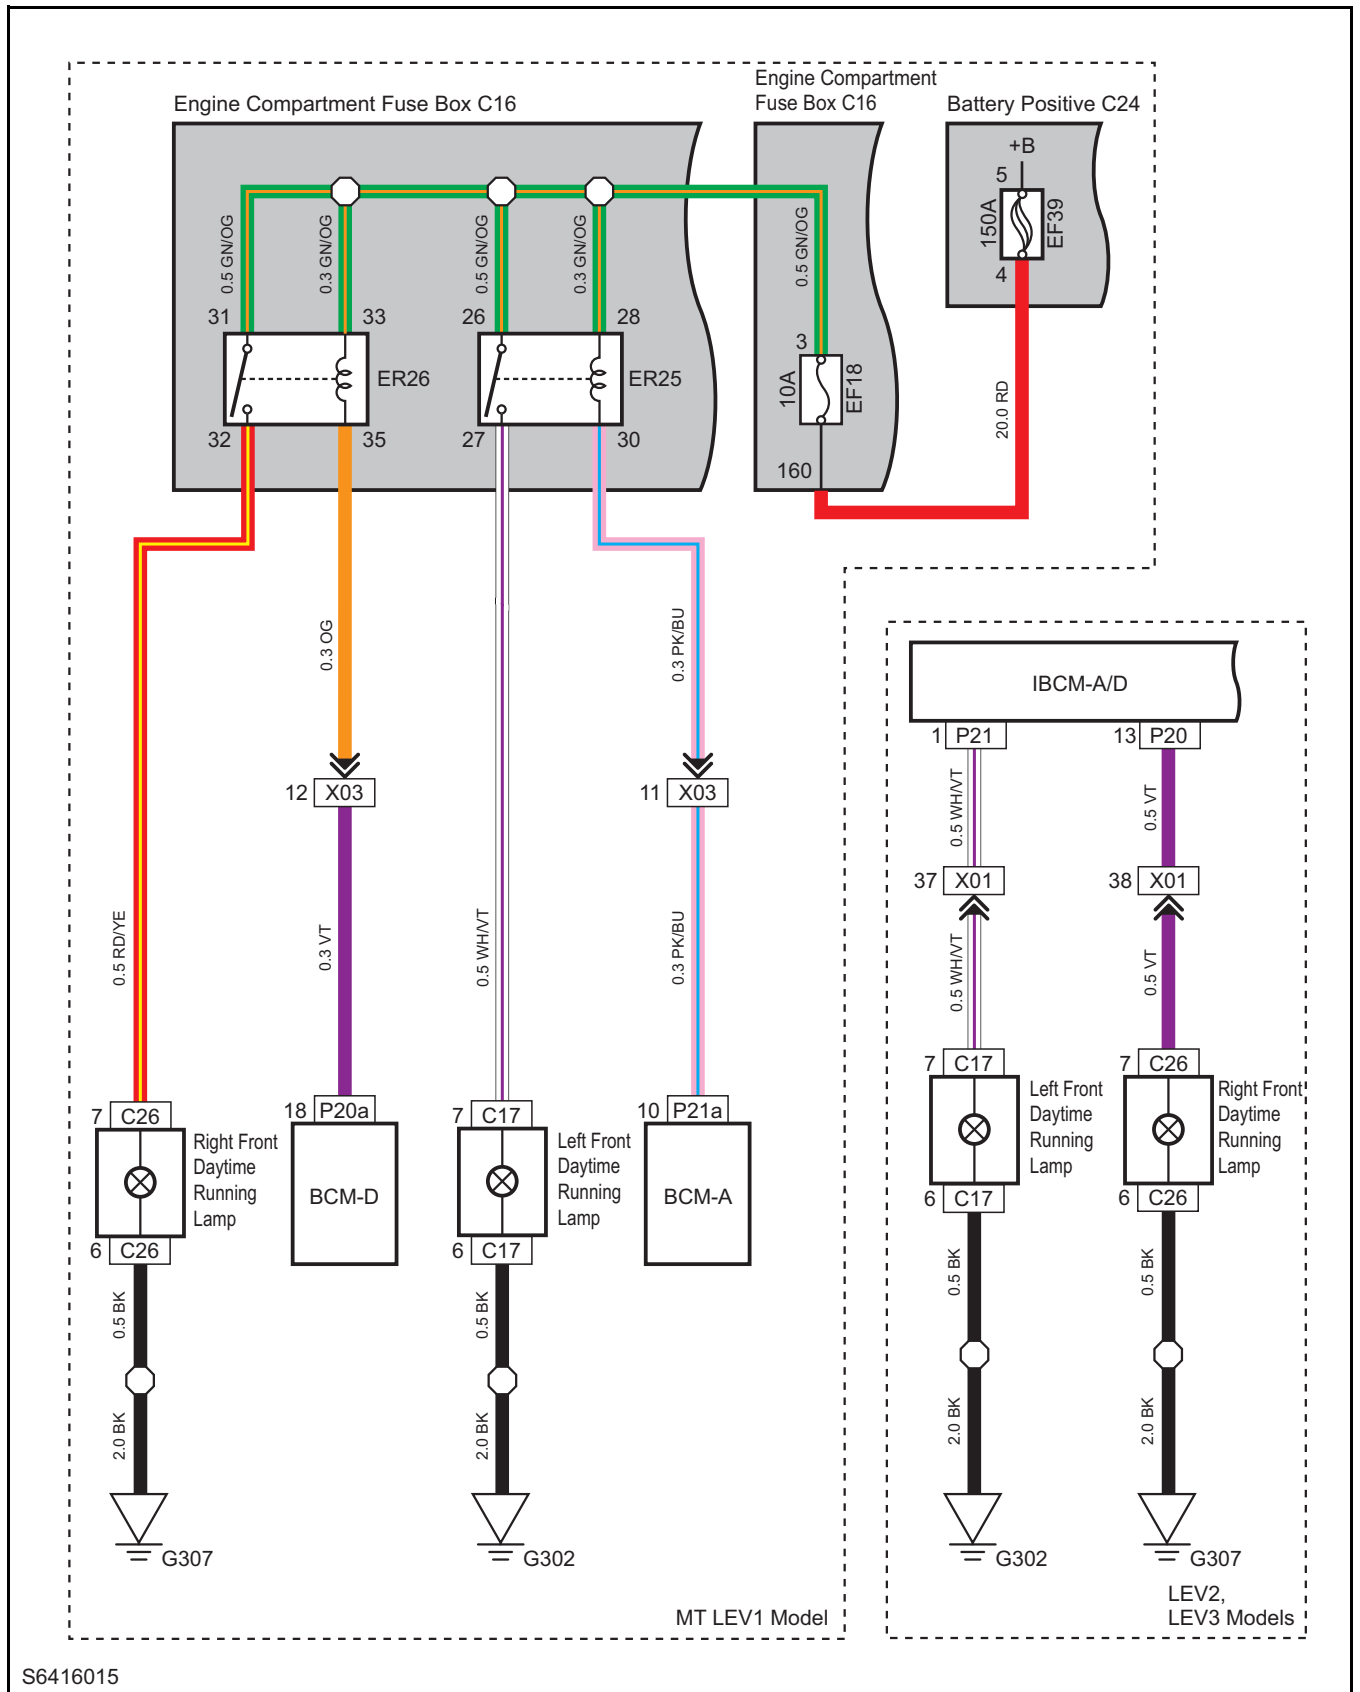 Engine Compartment
Fuse Box C16
Engine Compartment Fuse Box C16
Battery Positive C24
+B
5
150A
EF39
4
0.5 GN/OG
0.3 GN/OG
0.5 GN/OG
0.3 GN/OG
0.5 GN/OG
31
33
26
28
3
ER26
ER25
10A
EF18
32
35
27
30
160
20.0 RD
0.3 OG
0.3 PK/BU
IBCM-A/D
1 P21
13 P20
12 X03
11 X03
0.5 WH/VT
0.5 VT
37 X01
38 X01
0.5 RD/YE
0.3 VT
0.5 WH/VT
0.3 PK/BU
0.5 WH/VT
0.5 VT
7 C17
7 C26
Left Front
Daytime
Running
Lamp
Right Front
Daytime
Running
Lamp
7 C26
18 P20a
7 C17
10 P21a
Right Front
Daytime
Running
Lamp
BCM-D
Left Front
Daytime
Running
Lamp
BCM-A
6 C17
6 C26
6 C26
6 C17
0.5 BK
0.5 BK
0.5 BK
0.5 BK
2.0 BK
2.0 BK
2.0 BK
2.0 BK
G307
G302
G302
G307
MT LEV1 Model
LEV2,
LEV3 Models
S6416015